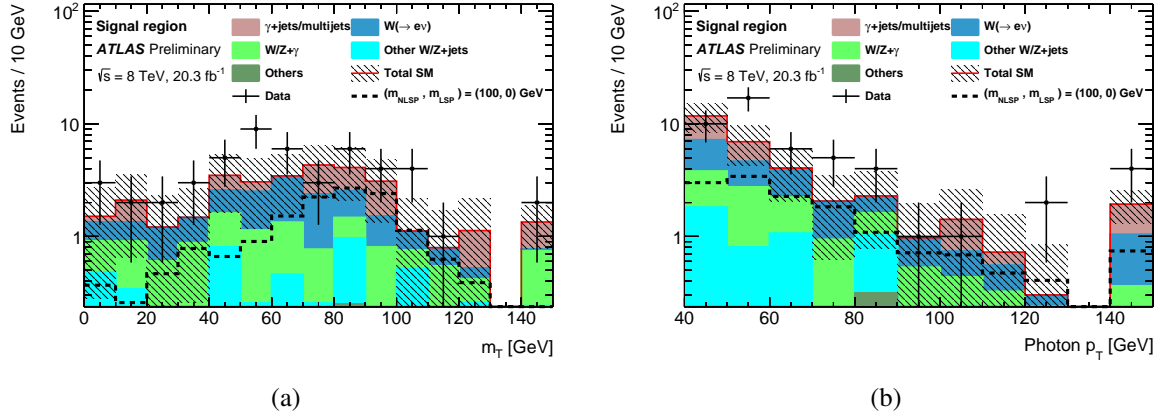 Events / 10 GeV
10²
10
1
Signal region
ATLAS Preliminary
√s = 8 TeV, 20.3 fb⁻¹
γ+jets/multijets
W/Z+γ
Others
Data
W(→ eν)
Other W/Z+jets
Total SM
(m_NLSP , m_LSP) = (100, 0) GeV
0 20 40 60 80 100 120 140
m_T [GeV]
(a)
Events / 10 GeV
10²
10
1
Signal region
ATLAS Preliminary
√s = 8 TeV, 20.3 fb⁻¹
γ+jets/multijets
W/Z+γ
Others
Data
W(→ eν)
Other W/Z+jets
Total SM
(m_NLSP , m_LSP) = (100, 0) GeV
40 60 80 100 120 140
Photon p_T [GeV]
(b)